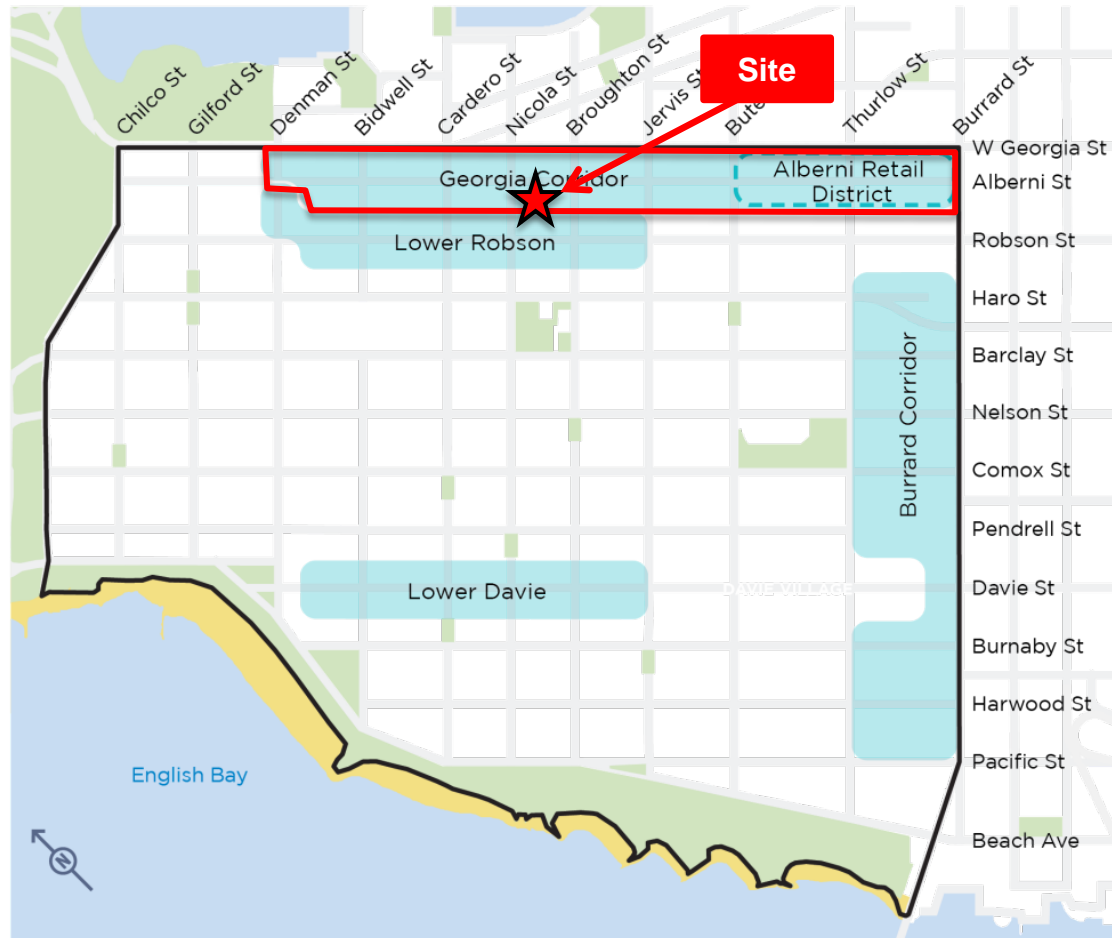 Chilco St
Gilford St
Denman St
Bidwell St
Cardero St
Nicola St
Broughton St
Jervis St
Site
Bute
Thurlow St
Burrard St
W Georgia St
Georgia Corridor
Alberni Retail
District
Alberni St
Lower Robson
Robson St
Haro St
Barclay St
Burrard Corridor
Nelson St
Comox St
Pendrell St
Lower Davie
DAVIE VILLAGE
Davie St
Burnaby St
Harwood St
Pacific St
English Bay
Beach Ave
N